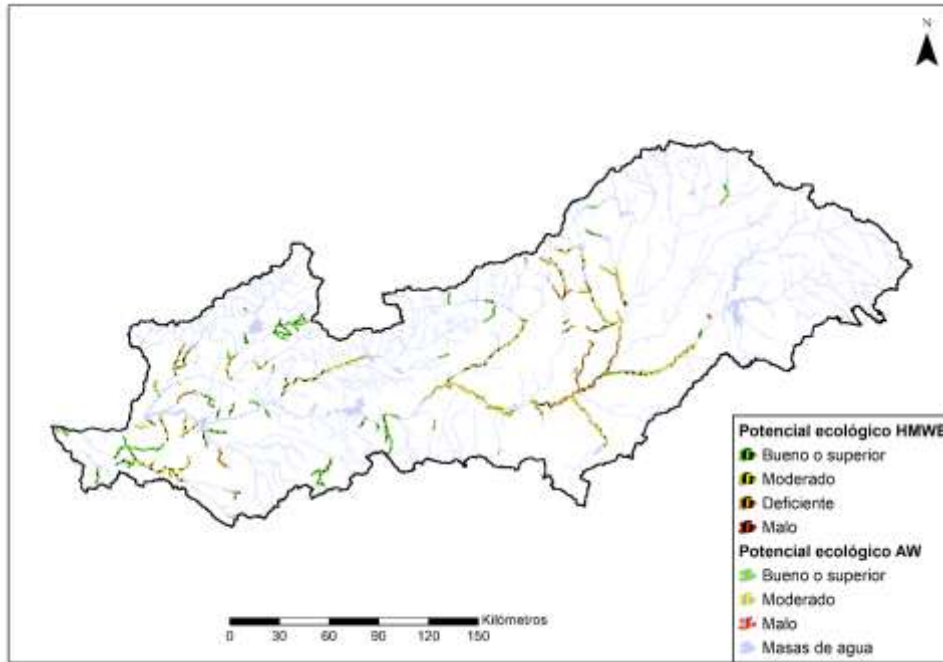 N
Potencial ecológico HMWB
Bueno o superior
Moderado
Deficiente
Malo
Potencial ecológico AW
Bueno o superior
Moderado
Malo
Masas de agua
Kilómetros
0 30 60 90 120 150